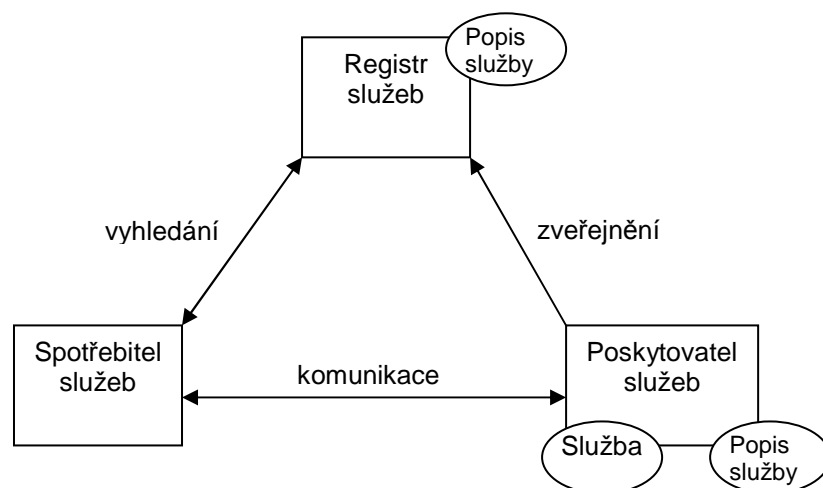 Popis
služby
Registr
služeb
vyhledání
zveřejnění
Spotřebitel
služeb
komunikace
Poskytovatel
služeb
Služba
Popis
služby